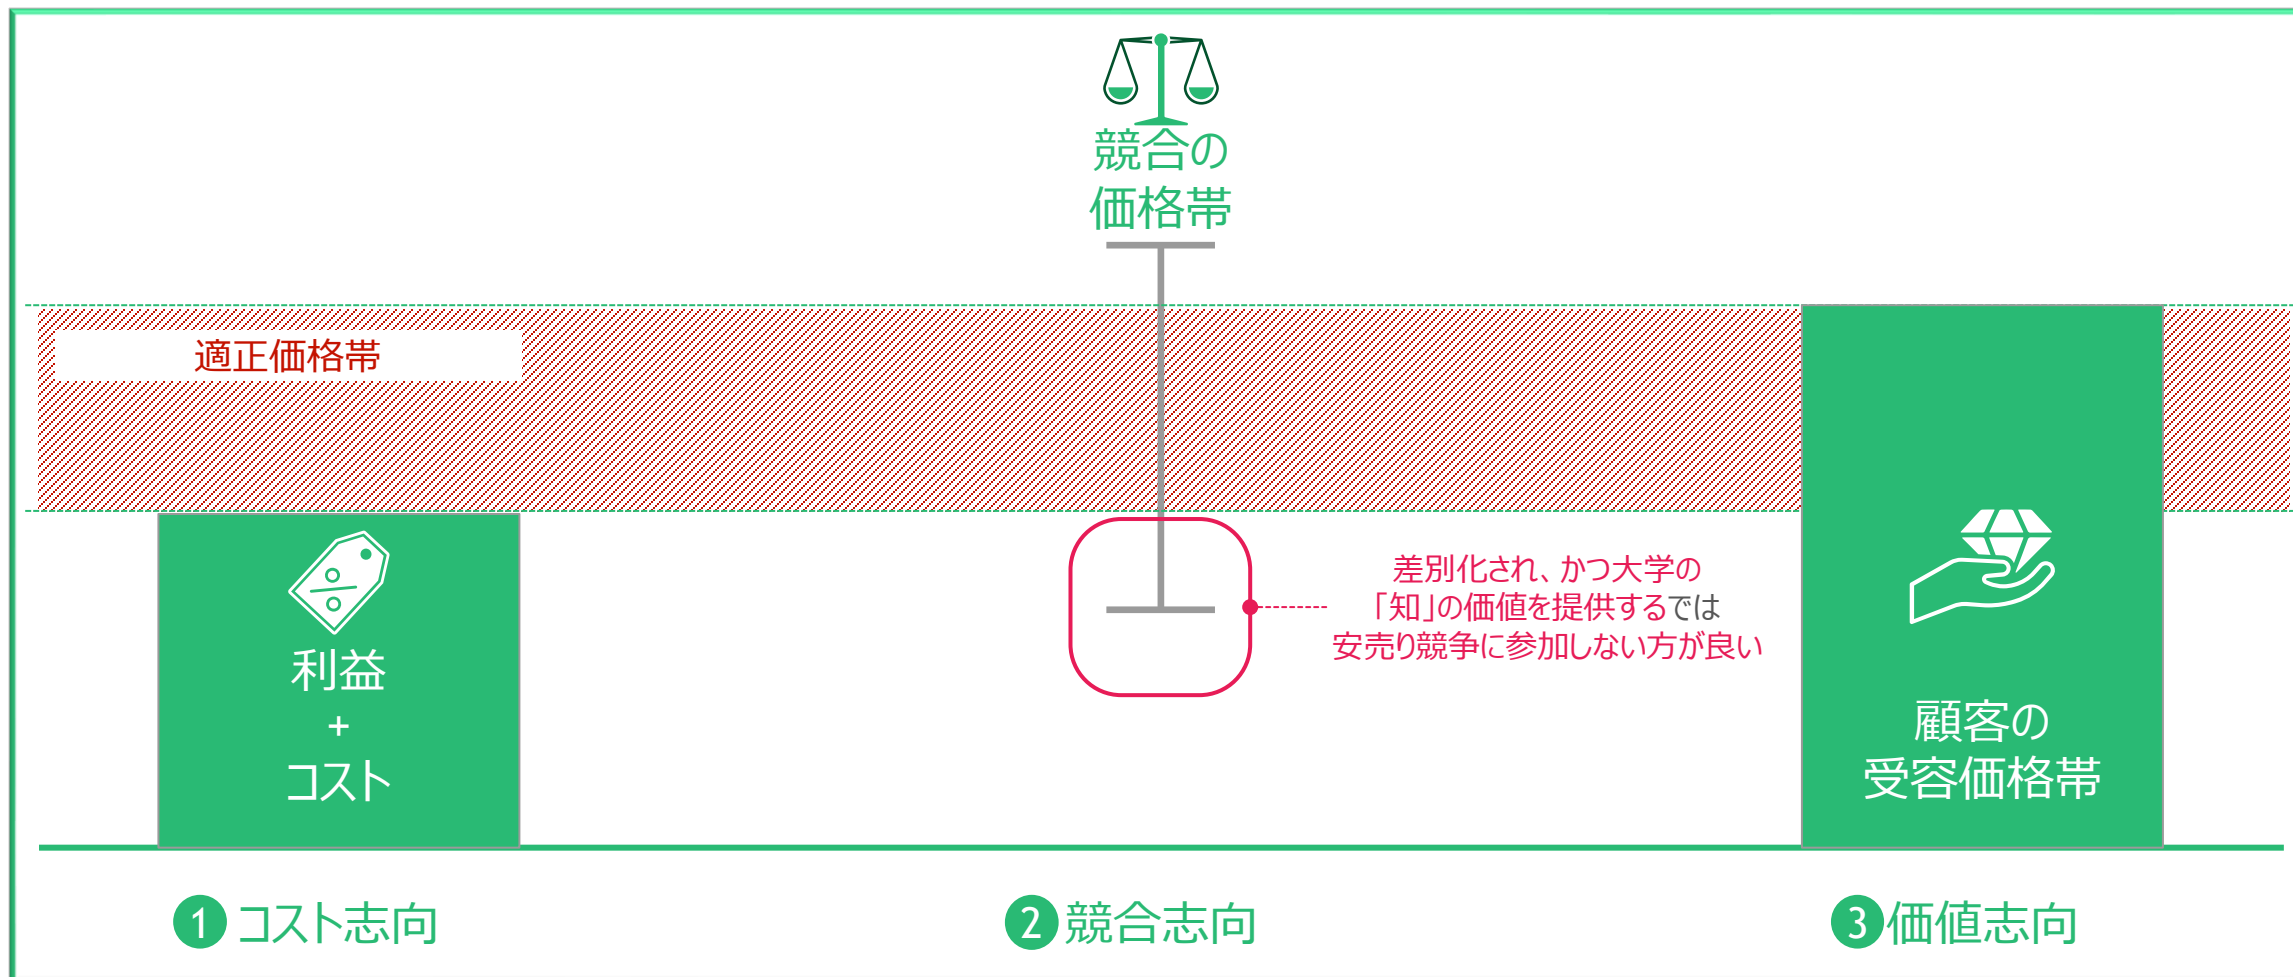 競合の
価格帯
適正価格帯
差別化され、かつ大学の
「知」の価値を提供するでは
安売り競争に参加しない方が良い
利益
+
コスト
顧客の
受容価格帯
1 コスト志向
2 競合志向
3 価値志向